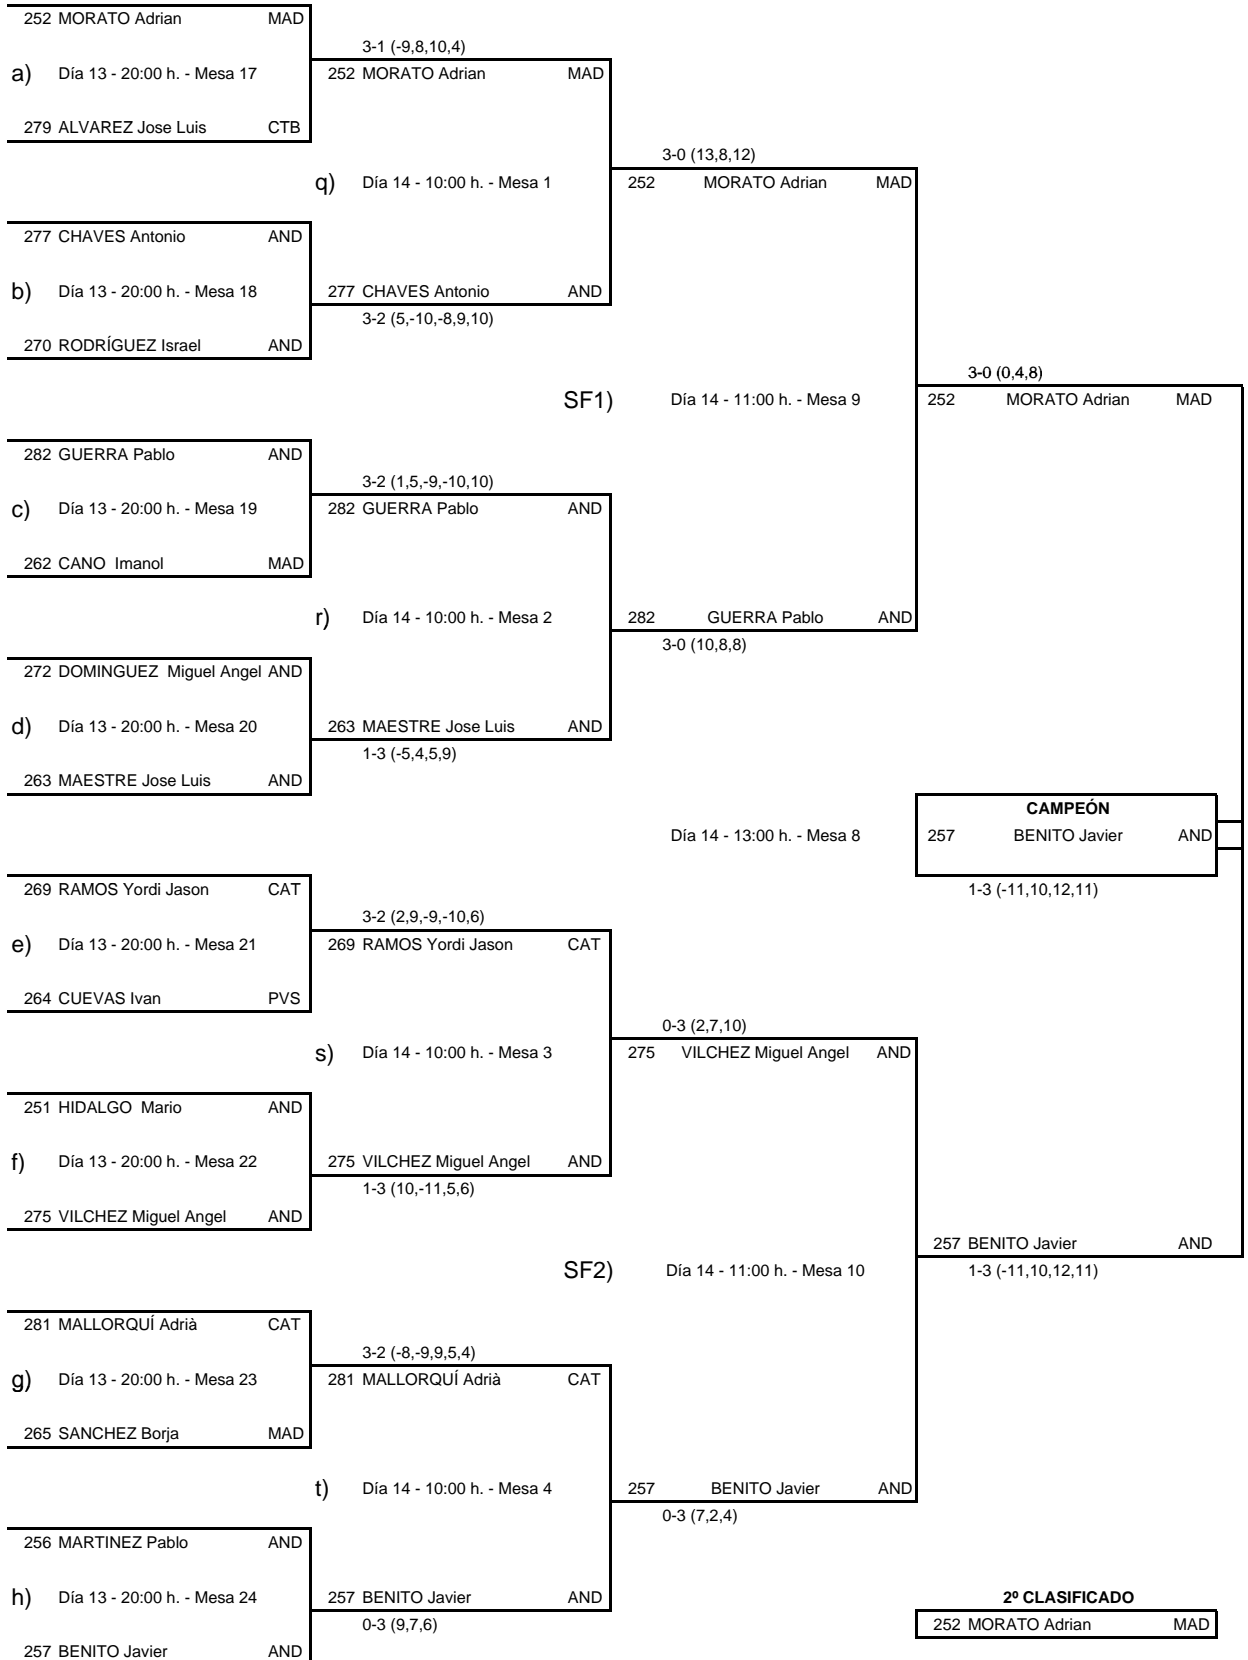 252 MORATO Adrian MAD
3-1 (-9,8,10,4)
a) Día 13 - 20:00 h. - Mesa 17 252 MORATO Adrian MAD
279 ALVAREZ Jose Luis CTB
3-0 (13,8,12)
q) Día 14 - 10:00 h. - Mesa 1 252 MORATO Adrian MAD
277 CHAVES Antonio AND
b) Día 13 - 20:00 h. - Mesa 18 277 CHAVES Antonio AND
3-2 (5,-10,-8,9,10)
270 RODRÍGUEZ Israel AND
3-0 (0,4,8)
SF1) Día 14 - 11:00 h. - Mesa 9 252 MORATO Adrian MAD
282 GUERRA Pablo AND
3-2 (1,5,-9,-10,10)
c) Día 13 - 20:00 h. - Mesa 19 282 GUERRA Pablo AND
262 CANO Imanol MAD
r) Día 14 - 10:00 h. - Mesa 2 282 GUERRA Pablo AND
3-0 (10,8,8)
272 DOMINGUEZ Miguel Angel AND
d) Día 13 - 20:00 h. - Mesa 20 263 MAESTRE Jose Luis AND
1-3 (-5,4,5,9)
263 MAESTRE Jose Luis AND
CAMPEÓN
Día 14 - 13:00 h. - Mesa 8 257 BENITO Javier AND
269 RAMOS Yordi Jason CAT 1-3 (-11,10,12,11)
3-2 (2,9,-9,-10,6)
e) Día 13 - 20:00 h. - Mesa 21 269 RAMOS Yordi Jason CAT
264 CUEVAS Ivan PVS
0-3 (2,7,10)
s) Día 14 - 10:00 h. - Mesa 3 275 VILCHEZ Miguel Angel AND
251 HIDALGO Mario AND
f) Día 13 - 20:00 h. - Mesa 22 275 VILCHEZ Miguel Angel AND
1-3 (10,-11,5,6)
275 VILCHEZ Miguel Angel AND
257 BENITO Javier AND
SF2) Día 14 - 11:00 h. - Mesa 10 1-3 (-11,10,12,11)
281 MALLORQUÍ Adrià CAT
3-2 (-8,-9,9,5,4)
g) Día 13 - 20:00 h. - Mesa 23 281 MALLORQUÍ Adrià CAT
265 SANCHEZ Borja MAD
t) Día 14 - 10:00 h. - Mesa 4 257 BENITO Javier AND
0-3 (7,2,4)
256 MARTINEZ Pablo AND
h) Día 13 - 20:00 h. - Mesa 24 257 BENITO Javier AND 2º CLASIFICADO
0-3 (9,7,6) 252 MORATO Adrian MAD
257 BENITO Javier AND